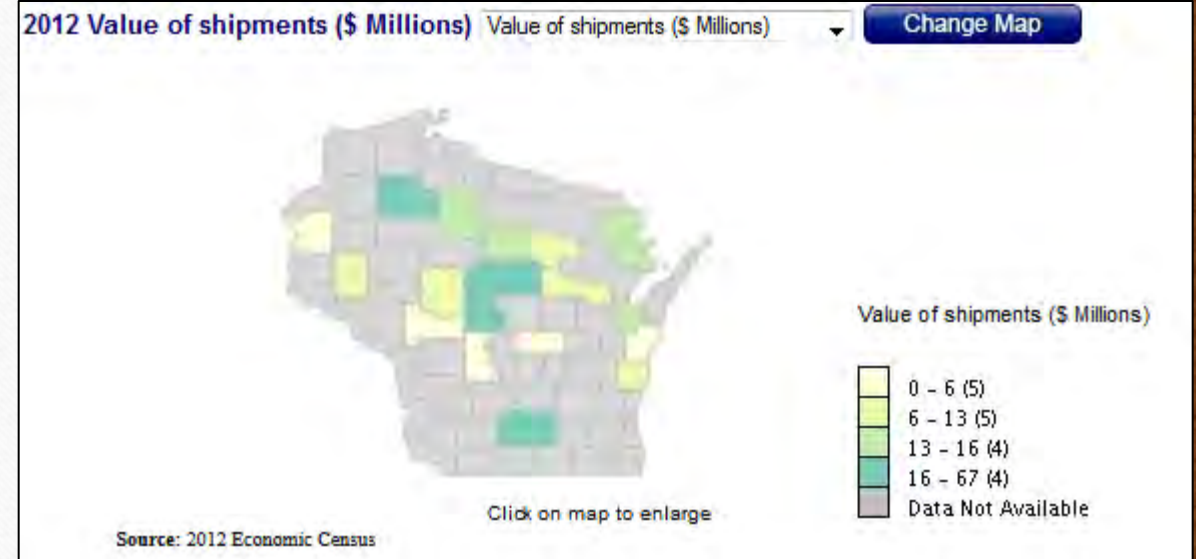 2012 Value of shipments ($ Millions) Value of shipments ($ Millions) Change Map
Value of shipments ($ Millions)
0 - 6 (5)
6 - 13 (5)
13 - 16 (4)
16 - 67 (4)
Data Not Available
Click on map to enlarge
Source: 2012 Economic Census